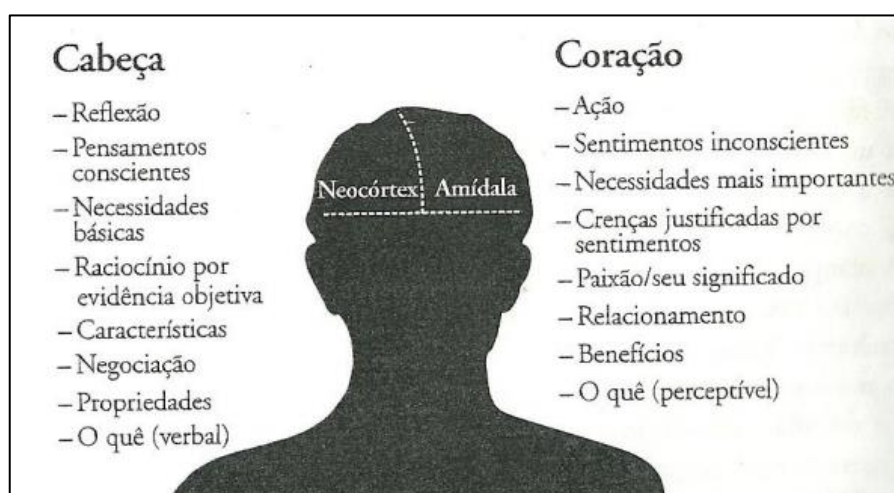 Cabeça
– Reflexão
– Pensamentos
conscientes
– Necessidades
básicas
– Raciocínio por
evidência objetiva
– Características
– Negociação
– Propriedades
– O quê (verbal)
Neocórtex
Amídala
Coração
– Ação
– Sentimentos inconscientes
– Necessidades mais importantes
– Crenças justificadas por
sentimentos
– Paixão/seu significado
– Relacionamento
– Benefícios
– O quê (perceptível)